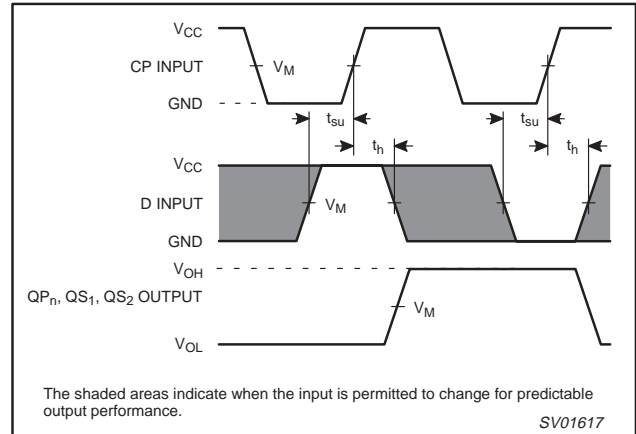 VCC
CP INPUT
VM
GND
tsu
tsu
th
th
VCC
D INPUT
VM
GND
VOH
QPn, QS1, QS2 OUTPUT
VM
VOL
The shaded areas indicate when the input is permitted to change for predictable
output performance.
SV01617